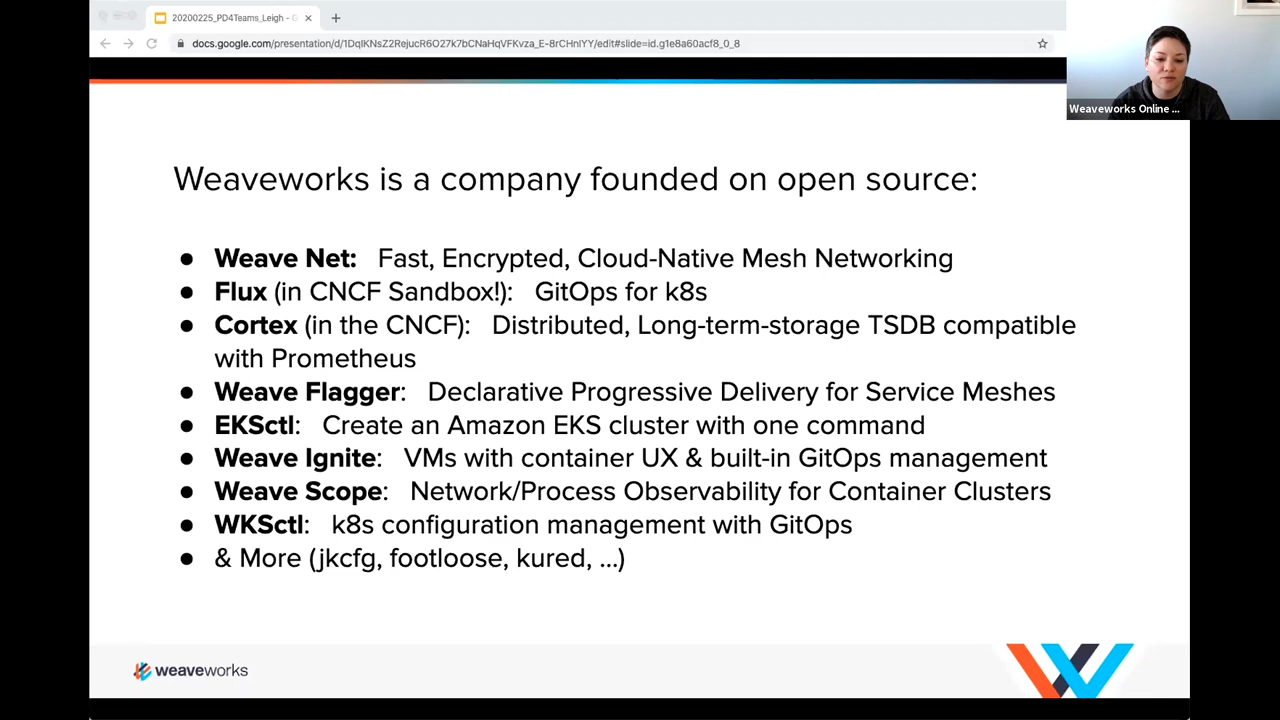 20200225_PD4Teams_Leigh - G
docs.google.com/presentation/d/1DqlKNsZ2RejucR6O27k7bCNaHqVFKvza_E-8rCHnlYY/edit#slide=id.g1e8a60acf8_0_8
Weaveworks Online ...
Weaveworks is a company founded on open source:
● Weave Net: Fast, Encrypted, Cloud-Native Mesh Networking
● Flux (in CNCF Sandbox!): GitOps for k8s
● Cortex (in the CNCF): Distributed, Long-term-storage TSDB compatible
with Prometheus
● Weave Flagger: Declarative Progressive Delivery for Service Meshes
● EKSctl: Create an Amazon EKS cluster with one command
● Weave Ignite: VMs with container UX & built-in GitOps management
● Weave Scope: Network/Process Observability for Container Clusters
● WKSctl: k8s configuration management with GitOps
● & More (jkcfg, footloose, kured, ...)
weaveworks